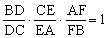 BD/DC · CE/EA · AF/FB = 1